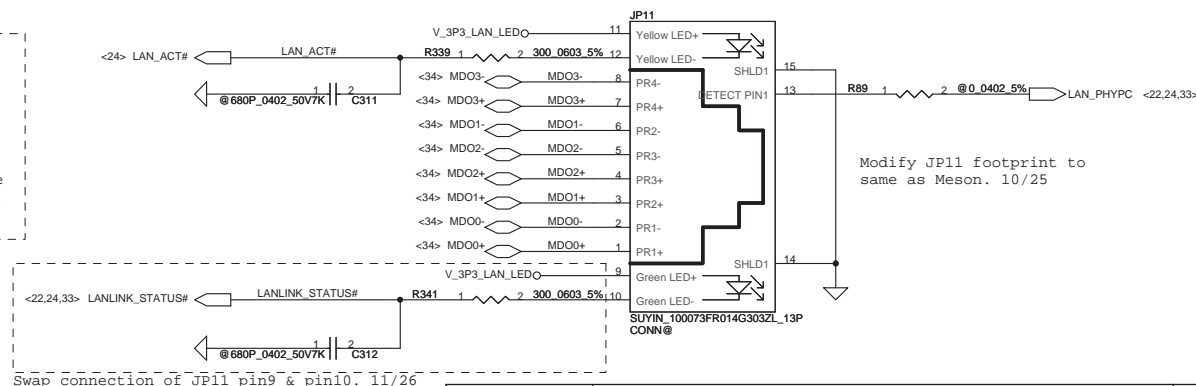 JP11
V_3P3_LAN_LED 11 Yellow LED+
<24> LAN_ACT# LAN_ACT# R339 1 2 300_0603_5% 12 Yellow LED-
SHLD1 15
<34> MDO3- MDO3- 8 PR4-
@680P_0402_50V7K 1 2 C311
DETECT PIN1 13 R89 1 2 @0_0402_5% LAN_PHYPC <22,24,33>
<34> MDO3+ MDO3+ 7 PR4+
<34> MDO1- MDO1- 6 PR2-
<34> MDO2- MDO2- 5 PR3-
<34> MDO2+ MDO2+ 4 PR3+
<34> MDO1+ MDO1+ 3 PR2+
<34> MDO0- MDO0- 2 PR1-
<34> MDO0+ MDO0+ 1 PR1+
Modify JP11 footprint to
same as Meson. 10/25
e
SHLD1 14
V_3P3_LAN_LED 9 Green LED+
<22,24,33> LANLINK_STATUS# LANLINK_STATUS# R341 1 2 300_0603_5% 10 Green LED-
SUYIN_100073FR014G303ZL_13P
CONN@
@680P_0402_50V7K 1 2 C312
Swap connection of JP11 pin9 & pin10. 11/26